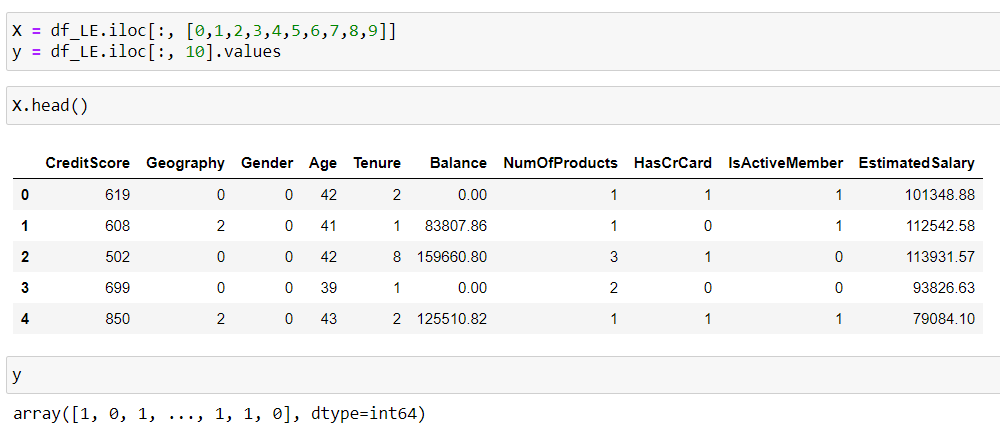 X = df_LE.iloc[:, [0,1,2,3,4,5,6,7,8,9]]
y = df_LE.iloc[:, 10].values
X.head()
CreditScore Geography Gender Age Tenure Balance NumOfProducts HasCrCard IsActiveMember EstimatedSalary
0 619 0 0 42 2 0.00 1 1 1 101348.88
1 608 2 0 41 1 83807.86 1 0 1 112542.58
2 502 0 0 42 8 159660.80 3 1 0 113931.57
3 699 0 0 39 1 0.00 2 0 0 93826.63
4 850 2 0 43 2 125510.82 1 1 1 79084.10
y
array([1, 0, 1, ..., 1, 1, 0], dtype=int64)